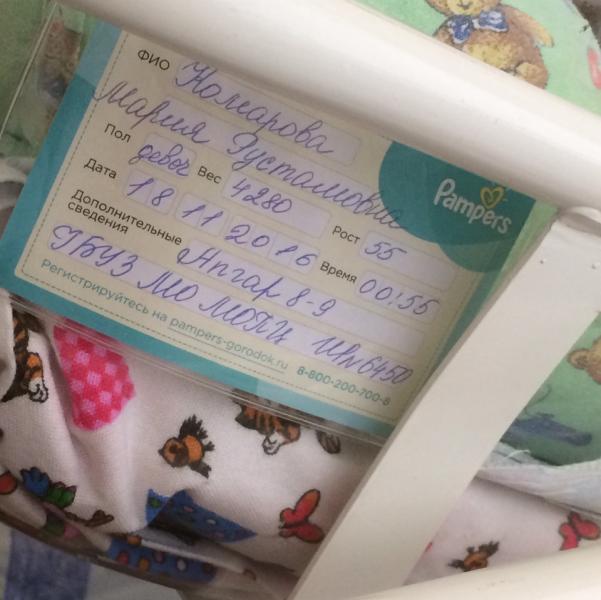 ФИО Комарова
Мария Рустамовна
Пол девоч Вес 4280 Рост 55
Дата 18 11 2016 Время 00:55
Дополнительные сведения Апгар 8-9
ГБУЗ МО МОПЦ И/р 6450
Регистрируйтесь на pampers-gorodok.ru 8-800-200-700-8
Pampers